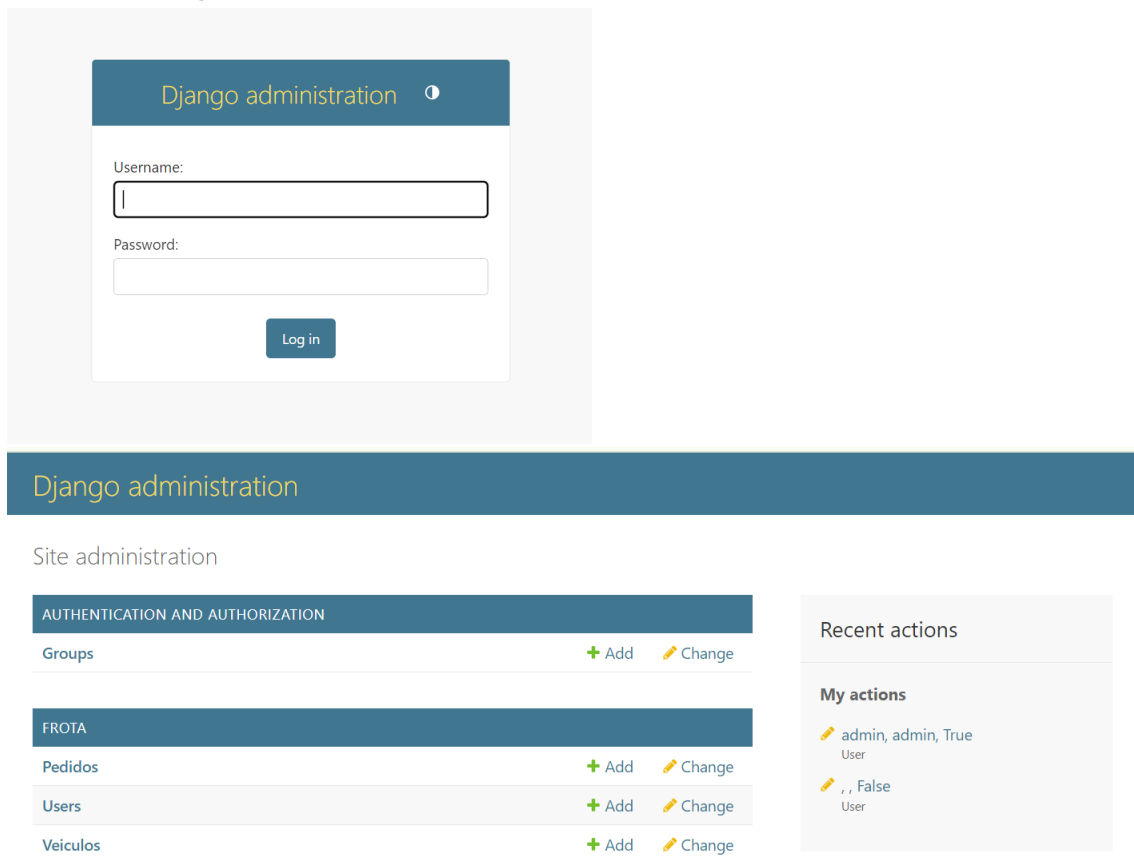 Django administration
Username:
Password:
Log in
Django administration
Site administration
AUTHENTICATION AND AUTHORIZATION
Groups Add Change
FROTA
Pedidos Add Change
Users Add Change
Veiculos Add Change
Recent actions
My actions
admin, admin, True
User
, , False
User